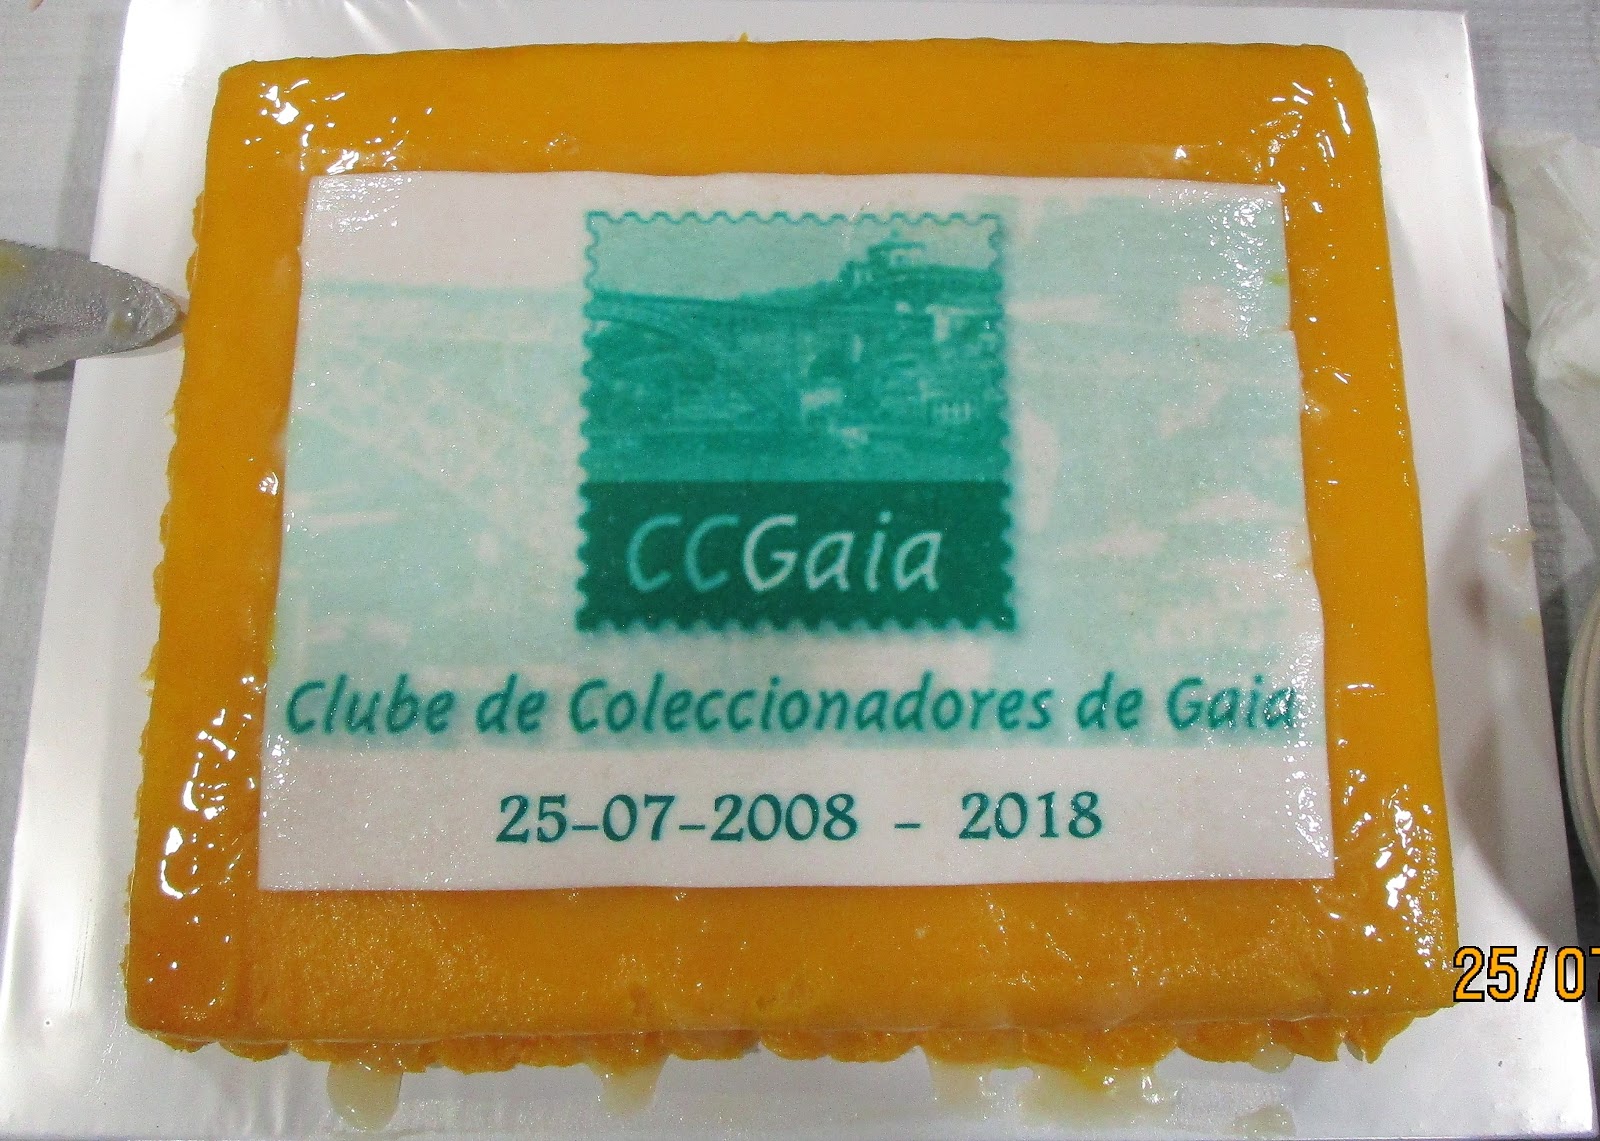 CCGaia
Clube de Coleccionadores de Gaia
25-07-2008 - 2018
25/07